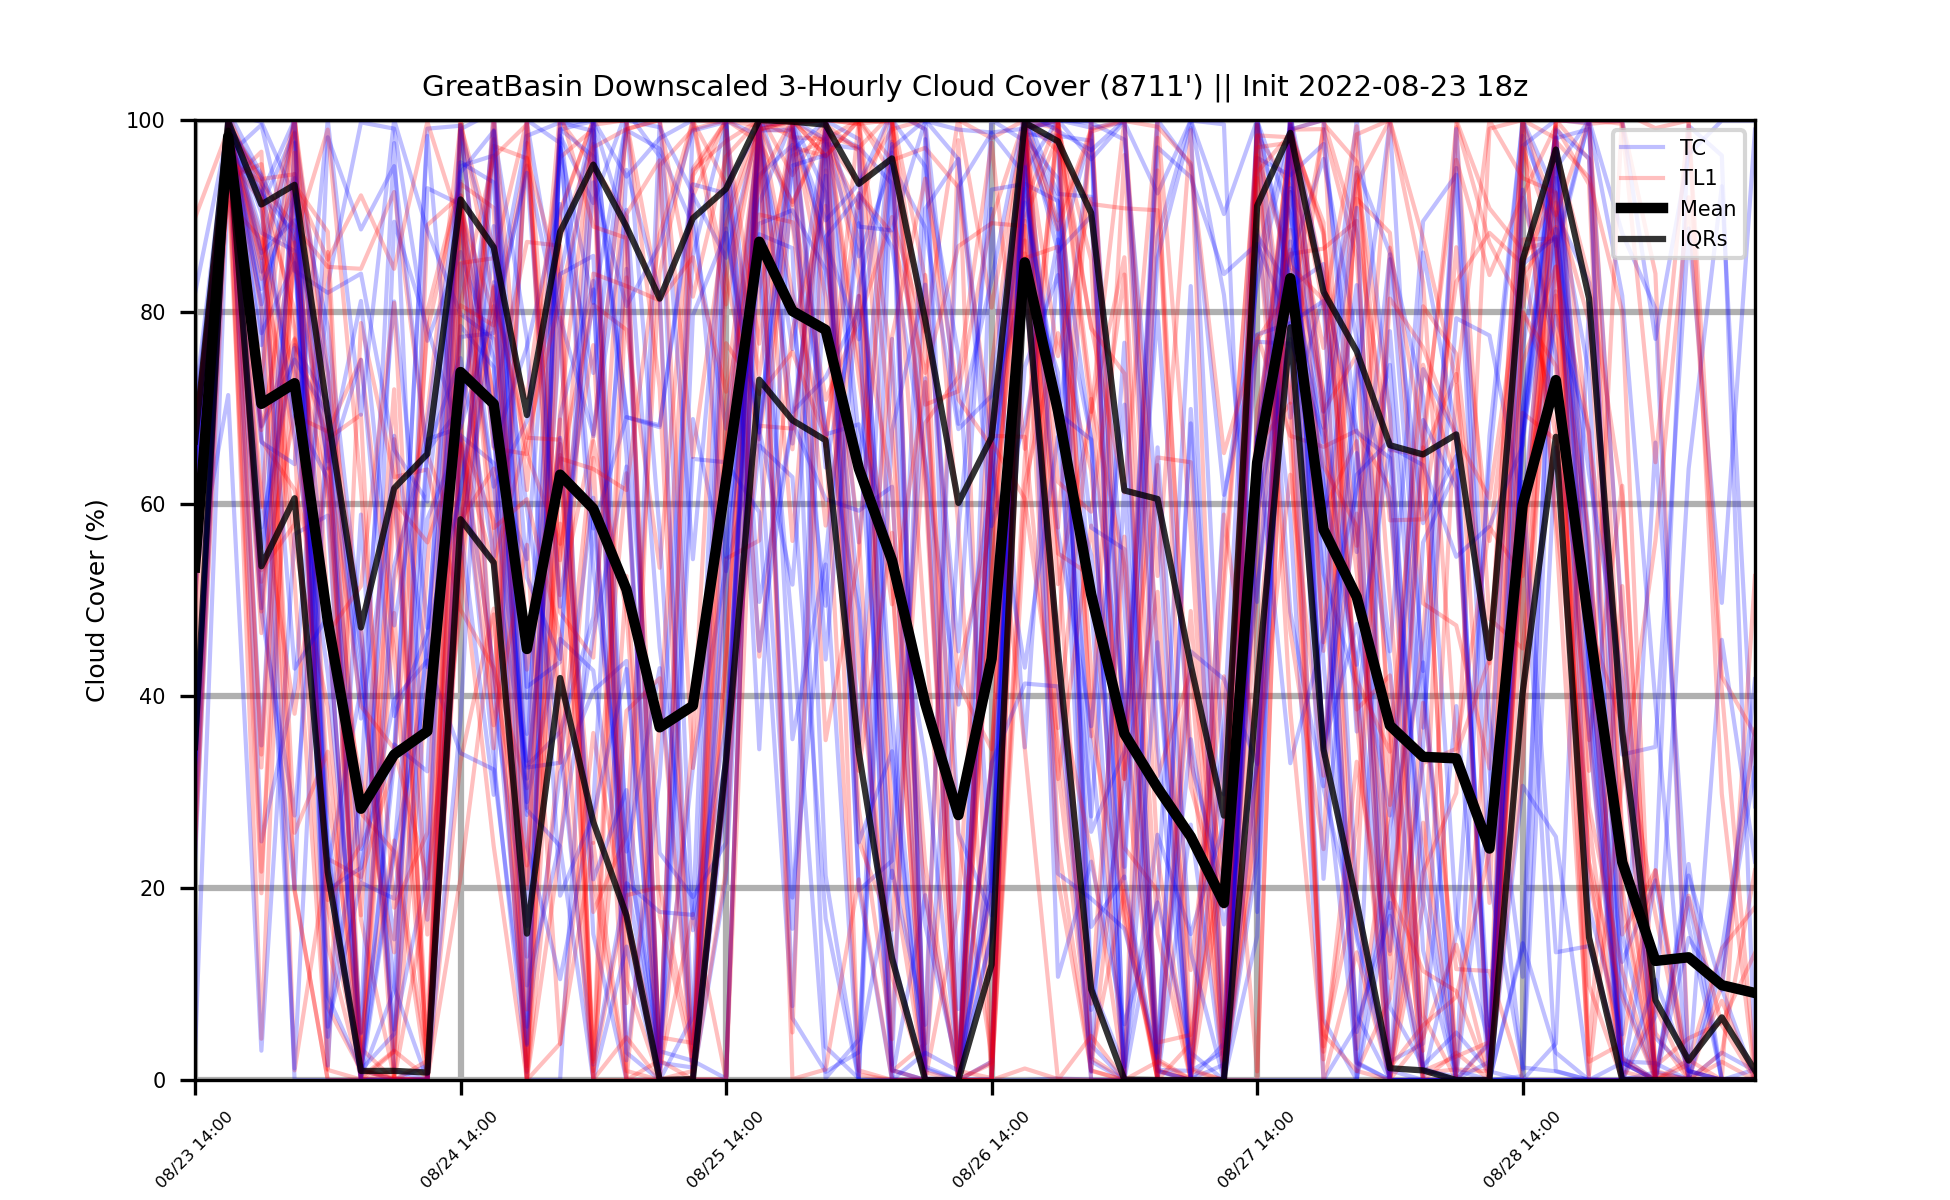 GreatBasin Downscaled 3-Hourly Cloud Cover (8711') || Init 2022-08-23 18z
TC
TL1
Mean
IQRs
Cloud Cover (%)
100
80
60
40
20
0
08/23 14:00
08/24 14:00
08/25 14:00
08/26 14:00
08/27 14:00
08/28 14:00